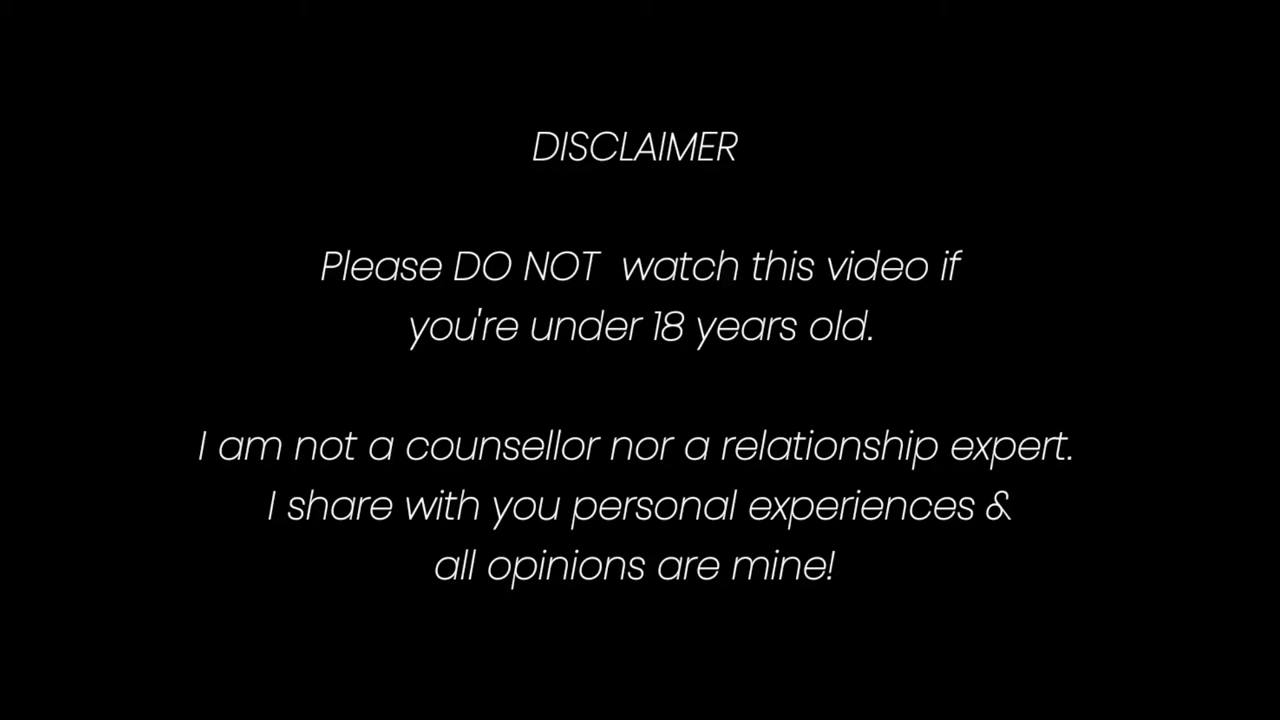 DISCLAIMER
Please DO NOT  watch this video if
you're under 18 years old.
I am not a counsellor nor a relationship expert.
I share with you personal experiences &
all opinions are mine!